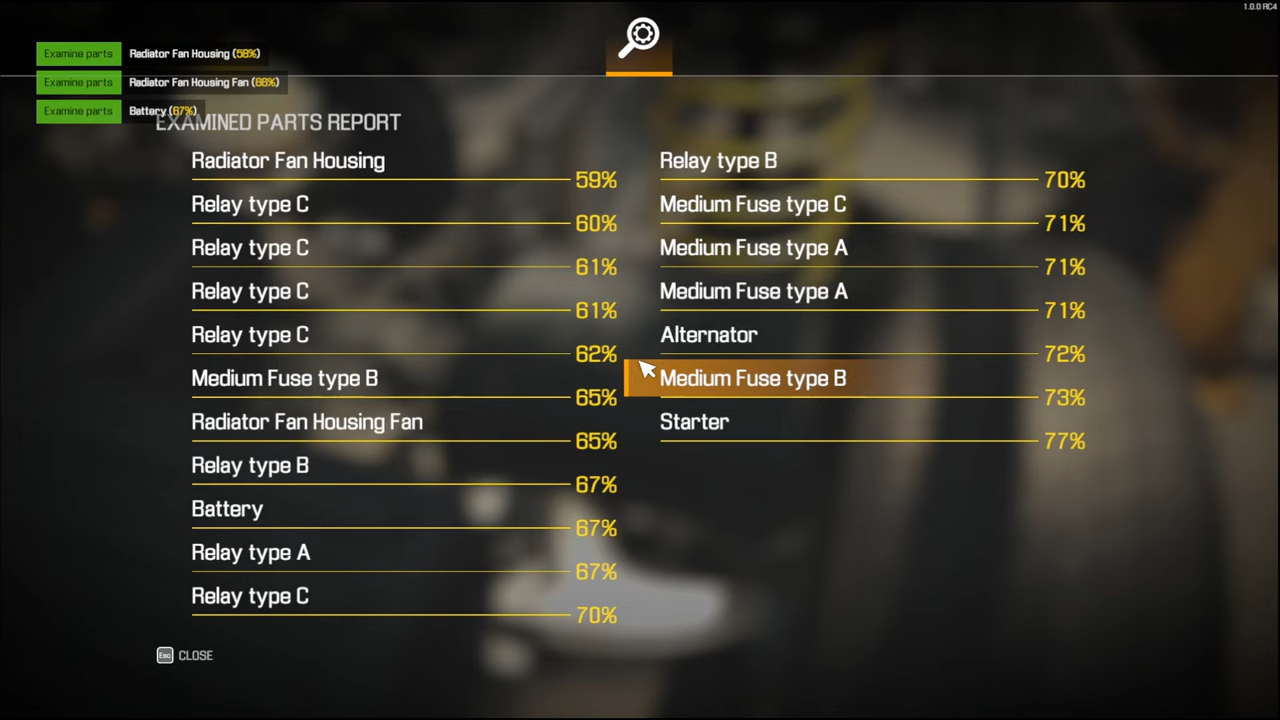 1.0.0 RC4
Examine parts Radiator Fan Housing (58%)
Examine parts Radiator Fan Housing Fan (66%)
Examine parts Battery (67%)
EXAMINED PARTS REPORT
Radiator Fan Housing 59%
Relay type C 60%
Relay type C 61%
Relay type C 61%
Relay type C 62%
Medium Fuse type B 65%
Radiator Fan Housing Fan 65%
Relay type B 67%
Battery 67%
Relay type A 67%
Relay type C 70%
Relay type B 70%
Medium Fuse type C 71%
Medium Fuse type A 71%
Medium Fuse type A 71%
Alternator 72%
Medium Fuse type B 73%
Starter 77%
Esc CLOSE